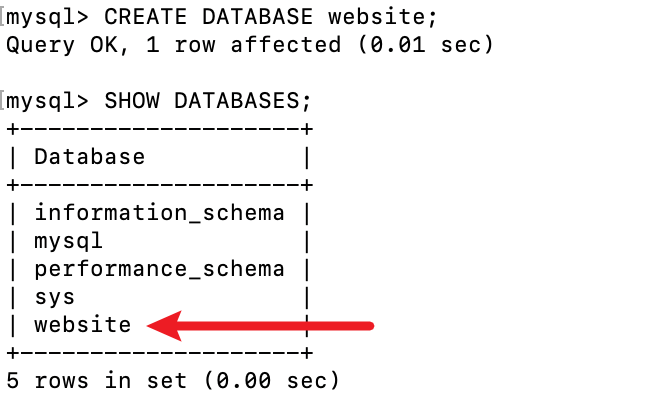 mysql> CREATE DATABASE website;
Query OK, 1 row affected (0.01 sec)
mysql> SHOW DATABASES;
+--------------------+
| Database           |
+--------------------+
| information_schema |
| mysql              |
| performance_schema |
| sys                |
| website            |
+--------------------+
5 rows in set (0.00 sec)